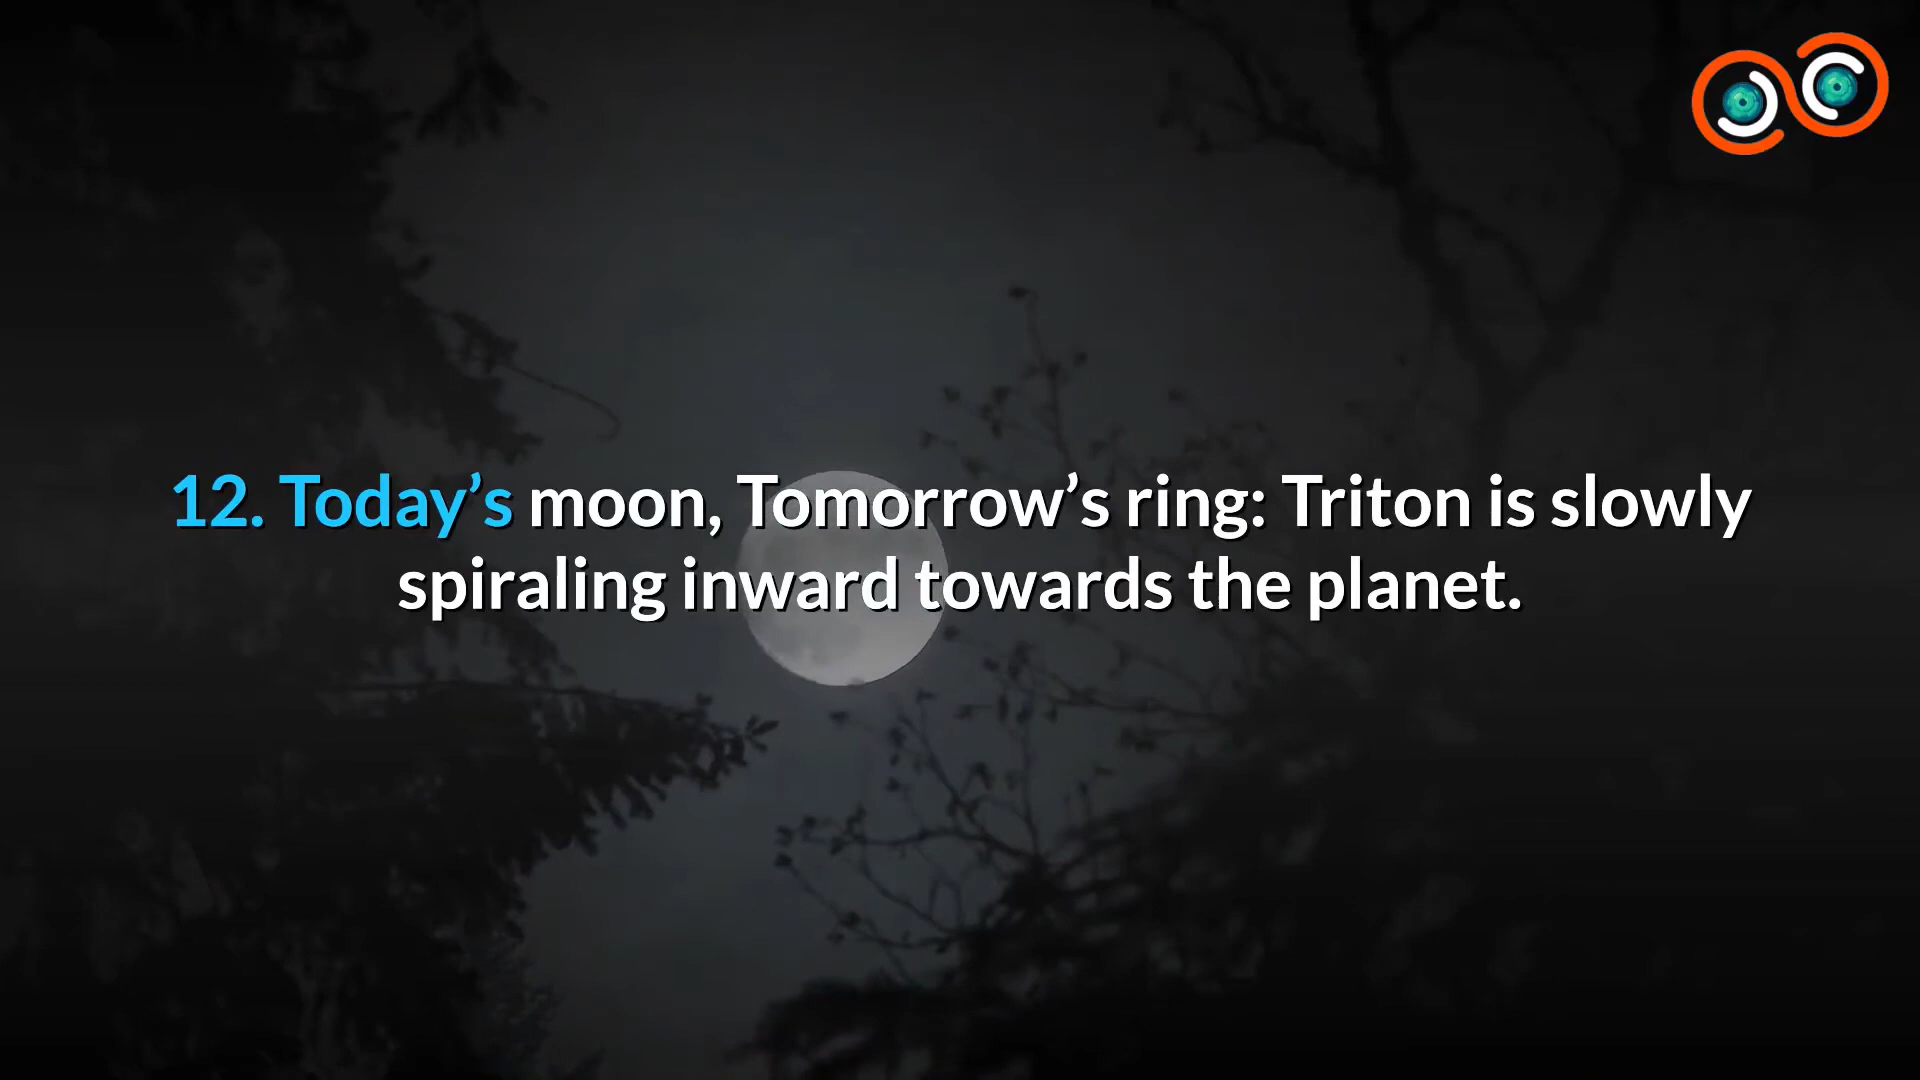 12. Today’s moon, Tomorrow’s ring: Triton is slowly
spiraling inward towards the planet.